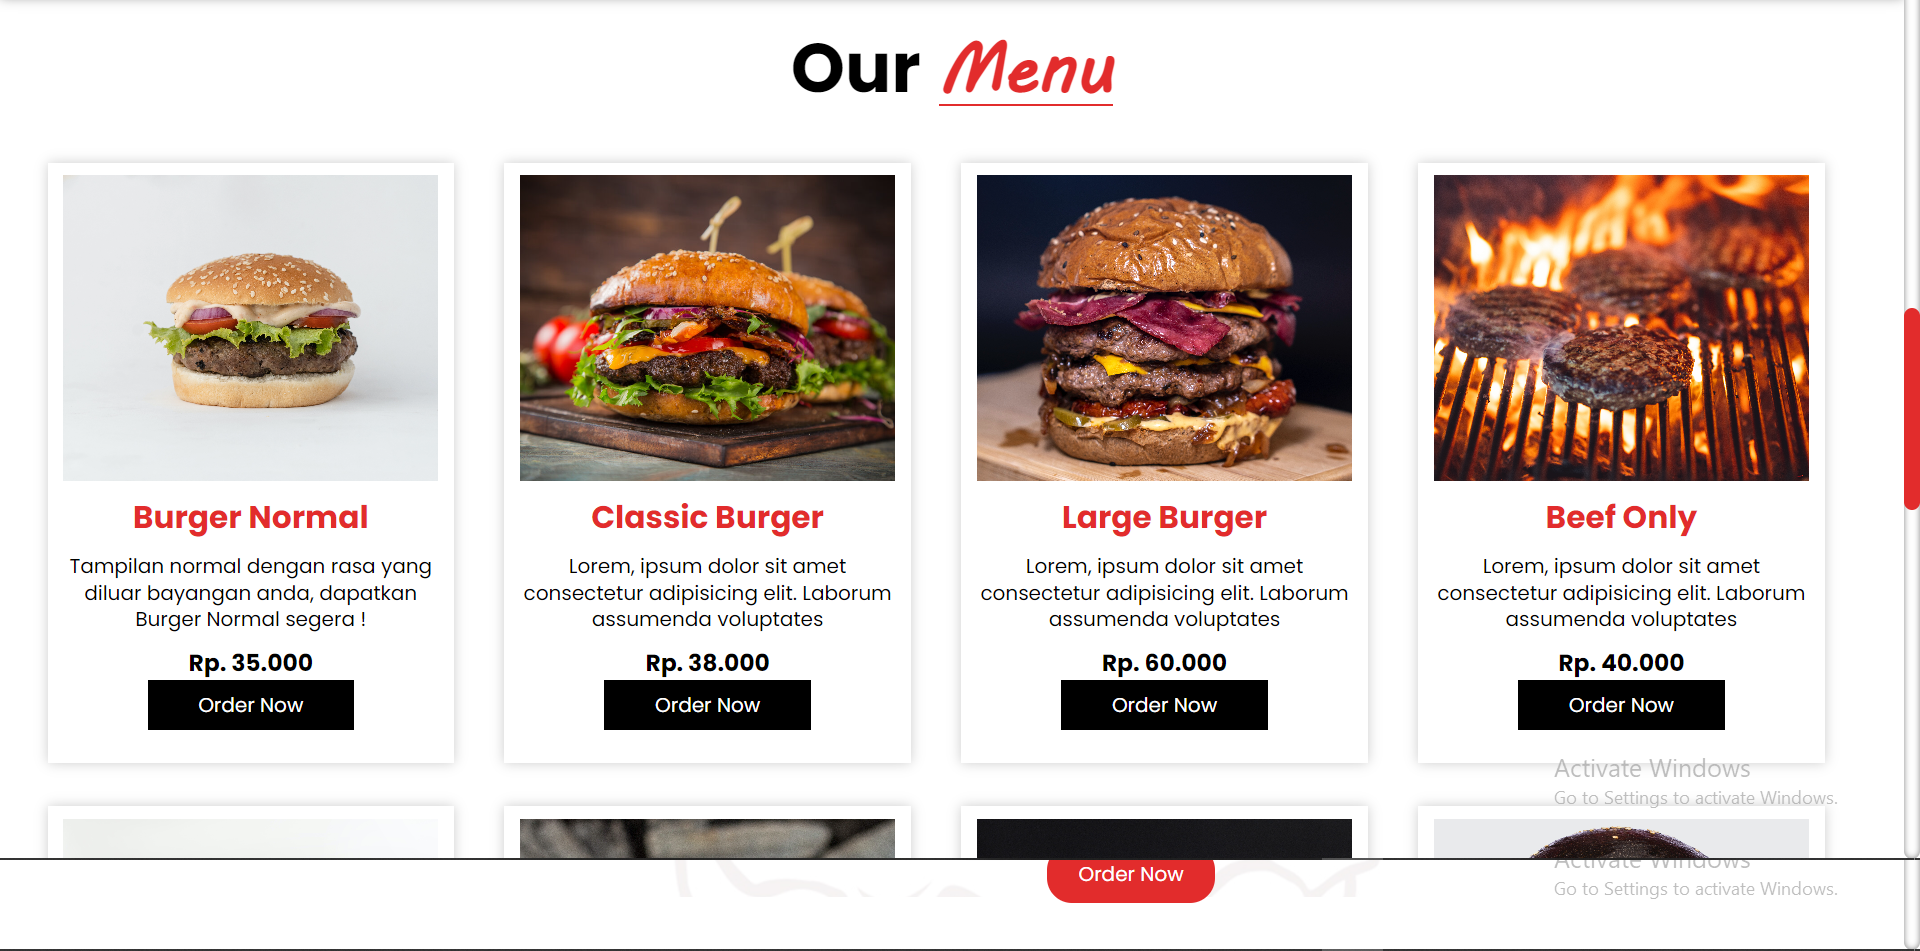 Our Menu
Burger Normal
Tampilan normal dengan rasa yang
diluar bayangan anda, dapatkan
Burger Normal segera !
Rp. 35.000
Order Now
Classic Burger
Lorem, ipsum dolor sit amet
consectetur adipisicing elit. Laborum
assumenda voluptates
Rp. 38.000
Order Now
Large Burger
Lorem, ipsum dolor sit amet
consectetur adipisicing elit. Laborum
assumenda voluptates
Rp. 60.000
Order Now
Beef Only
Lorem, ipsum dolor sit amet
consectetur adipisicing elit. Laborum
assumenda voluptates
Rp. 40.000
Order Now
Activate Windows
Go to Settings to activate Windows.
Order Now
Activate Windows
Go to Settings to activate Windows.